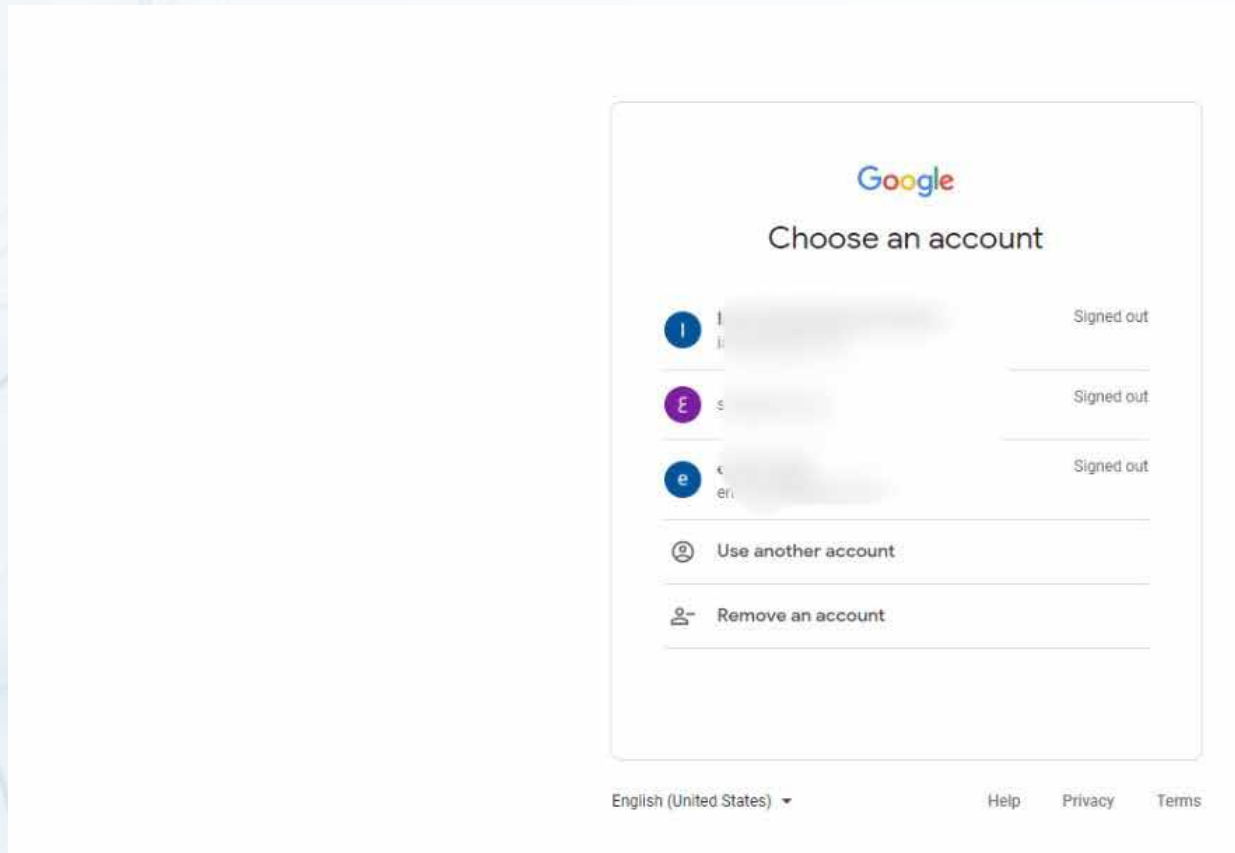 Google
Choose an account
I
Signed out
ع
Signed out
e
Signed out
Use another account
Remove an account
English (United States)
Help Privacy Terms